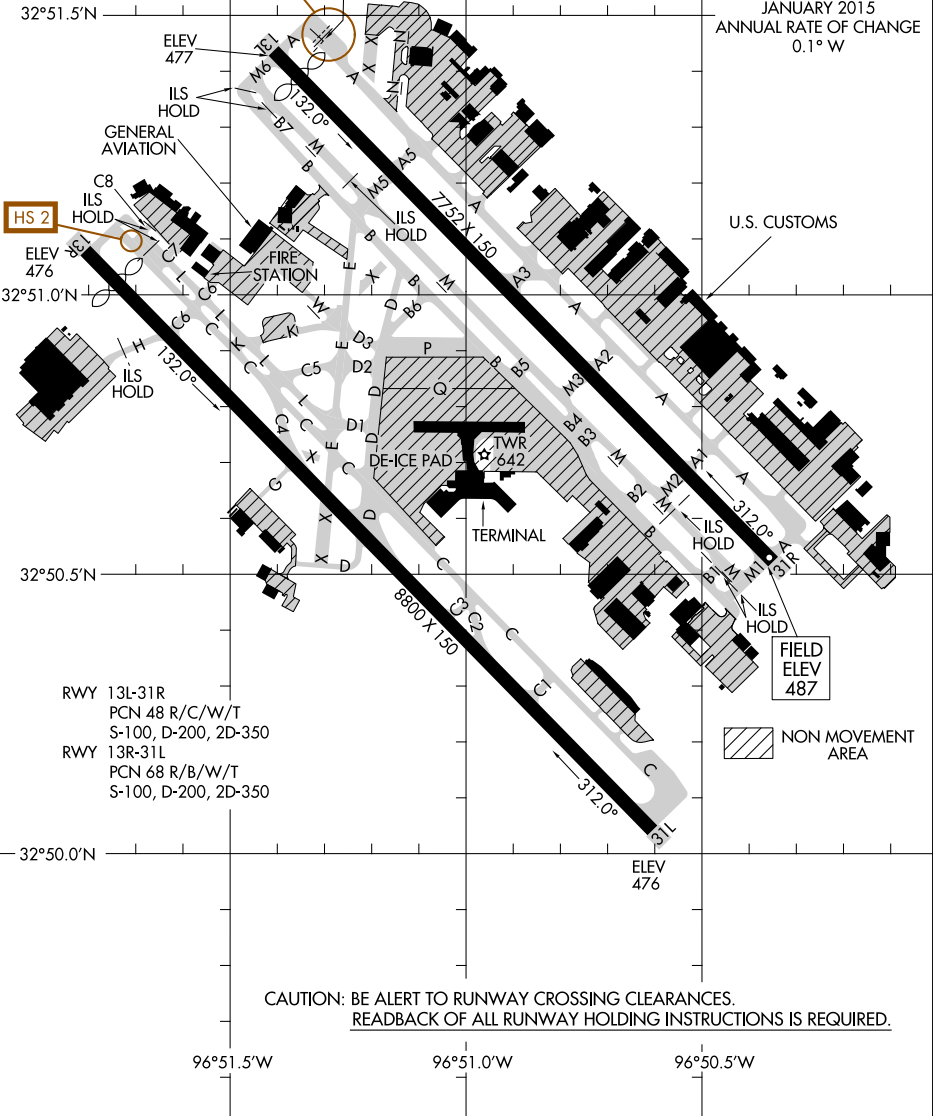 32°51.5'N
JANUARY 2015
ANNUAL RATE OF CHANGE
0.1° W
ELEV
477
13L
A
X
N
X
N
A
M6
ILS
HOLD
132.0°
B7
M
B
A5
M5
GENERAL
AVIATION
C8
ILS
HOLD
HS 2
A
7752 X 150
ILS
HOLD
U.S. CUSTOMS
13R
ELEV
476
C7
L
FIRE
STATION
E
B
X
B
M
A3
32°51.0'N
C6
L
W
D
B6
A
C6
C
K
D3
H
K
L
C
E
P
B
B5
A2
132.0°
ILS
HOLD
C5
D2
D
Q
M3
A
L
C4
C
D1
B4
B3
E
D
TWR
642
DE-ICE PAD
X
C
M
A1
A
G
B2
M2
X
D
TERMINAL
B
ILS
HOLD
312.0°
A
31R
X
D
32°50.5'N
C
B1
M
M1
ILS
HOLD
8800 X 150
C3
C2
C
FIELD
ELEV
487
C1
RWY 13L-31R
PCN 48 R/C/W/T
S-100, D-200, 2D-350
RWY 13R-31L
PCN 68 R/B/W/T
S-100, D-200, 2D-350
NON MOVEMENT
AREA
C
312.0°
31L
32°50.0'N
ELEV
476
CAUTION: BE ALERT TO RUNWAY CROSSING CLEARANCES.
READBACK OF ALL RUNWAY HOLDING INSTRUCTIONS IS REQUIRED.
96°51.5'W
96°51.0'W
96°50.5'W